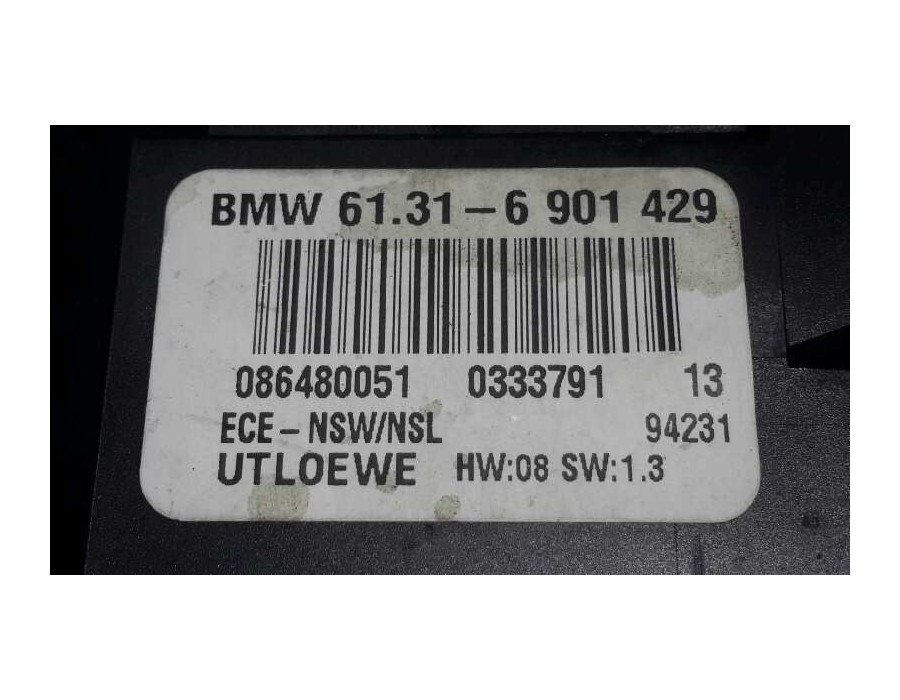 BMW 61.31-6 901 429
086480051 0333791 13
ECE-NSW/NSL 94231
UTLOEWE HW:08 SW:1.3